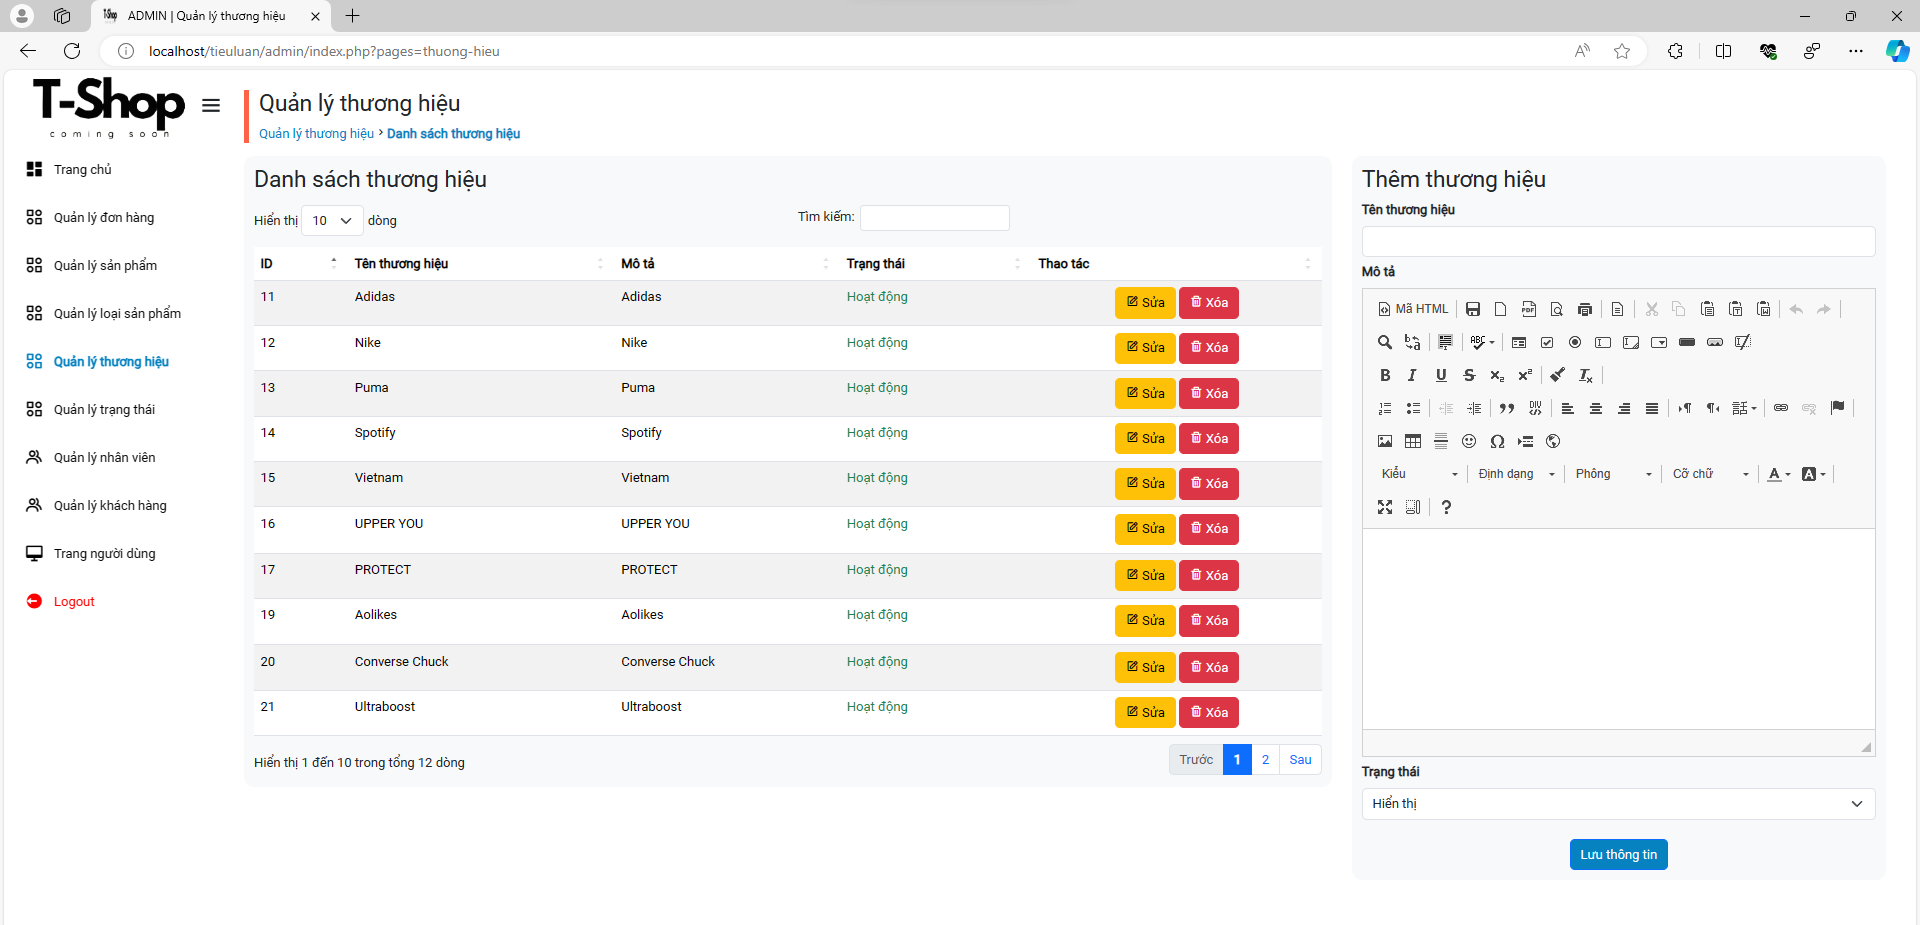 T-Shop
ADMIN | Quản lý thương hiệu
localhost/tieuluan/admin/index.php?pages=thuong-hieu
T-Shop
coming soon
Trang chủ
Quản lý đơn hàng
Quản lý sản phẩm
Quản lý loại sản phẩm
Quản lý thương hiệu
Quản lý trạng thái
Quản lý nhân viên
Quản lý khách hàng
Trang người dùng
Logout
Quản lý thương hiệu
Quản lý thương hiệu › Danh sách thương hiệu
Danh sách thương hiệu
Hiển thị 10 dòng
Tìm kiếm:
ID Tên thương hiệu Mô tả Trạng thái Thao tác
11 Adidas Adidas Hoạt động Sửa Xóa
12 Nike Nike Hoạt động Sửa Xóa
13 Puma Puma Hoạt động Sửa Xóa
14 Spotify Spotify Hoạt động Sửa Xóa
15 Vietnam Vietnam Hoạt động Sửa Xóa
16 UPPER YOU UPPER YOU Hoạt động Sửa Xóa
17 PROTECT PROTECT Hoạt động Sửa Xóa
19 Aolikes Aolikes Hoạt động Sửa Xóa
20 Converse Chuck Converse Chuck Hoạt động Sửa Xóa
21 Ultraboost Ultraboost Hoạt động Sửa Xóa
Hiển thị 1 đến 10 trong tổng 12 dòng
Trước 1 2 Sau
Thêm thương hiệu
Tên thương hiệu
Mô tả
Mã HTML
Kiểu Định dạng Phông Cỡ chữ
Trạng thái
Hiển thị
Lưu thông tin